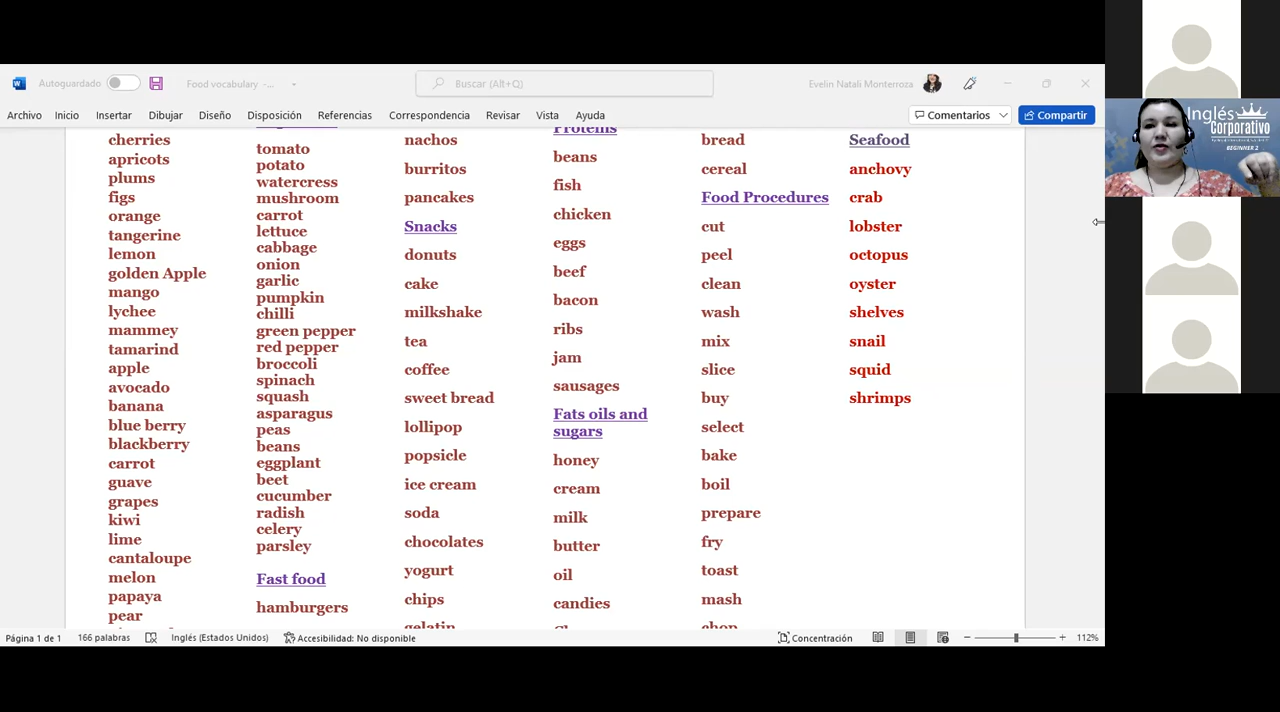 Autoguardado
Food vocabulary -...
Buscar (Alt+Q)
Evelin Natali Monterroza
Archivo
Inicio
Insertar
Dibujar
Diseño
Disposición
Referencias
Correspondencia
Revisar
Vista
Ayuda
Comentarios
Compartir
cherries
apricots
plums
figs
orange
tangerine
lemon
golden Apple
mango
lychee
mammey
tamarind
apple
avocado
banana
blue berry
blackberry
carrot
guave
grapes
kiwi
lime
cantaloupe
melon
papaya
pear
tomato
potato
watercress
mushroom
carrot
lettuce
cabbage
onion
garlic
pumpkin
chilli
green pepper
red pepper
broccoli
spinach
squash
asparagus
peas
beans
eggplant
beet
cucumber
radish
celery
parsley
Fast food
hamburgers
nachos
burritos
pancakes
Snacks
donuts
cake
milkshake
tea
coffee
sweet bread
lollipop
popsicle
ice cream
soda
chocolates
yogurt
chips
gelatin
Proteins
beans
fish
chicken
eggs
beef
bacon
ribs
jam
sausages
Fats oils and
sugars
honey
cream
milk
butter
oil
candies
bread
cereal
Food Procedures
cut
peel
clean
wash
mix
slice
buy
select
bake
boil
prepare
fry
toast
mash
chop
Seafood
anchovy
crab
lobster
octopus
oyster
shelves
snail
squid
shrimps
Página 1 de 1
166 palabras
Inglés (Estados Unidos)
Accesibilidad: No disponible
Concentración
112%
Inglés
Corporativo
BEGINNER 2